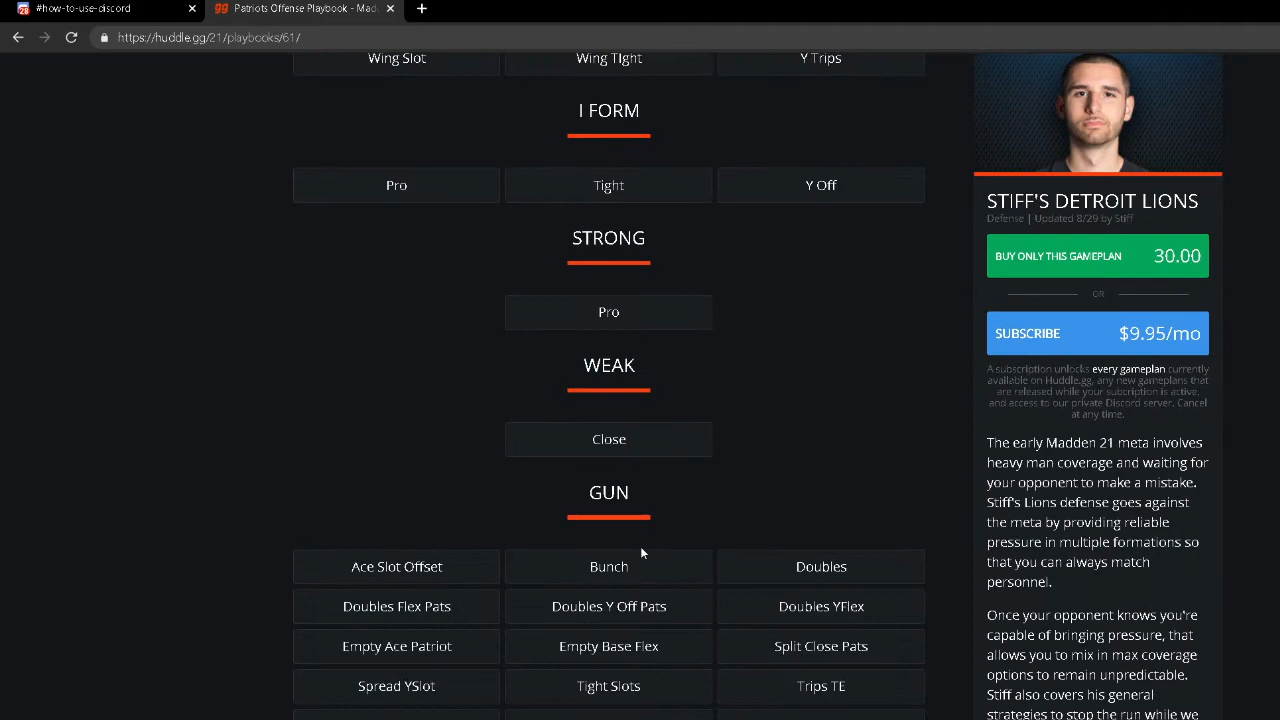 #how-to-use-discord
Patriots Offense Playbook - Mad
https://huddle.gg/21/playbooks/61/
Wing Slot
Wing TIght
Y Trips
I FORM
Pro
Tight
Y Off
STRONG
Pro
WEAK
Close
GUN
Ace Slot Offset
Bunch
Doubles
Doubles Flex Pats
Doubles Y Off Pats
Doubles YFlex
Empty Ace Patriot
Empty Base Flex
Split Close Pats
Spread YSlot
Tight Slots
Trips TE
STIFF'S DETROIT LIONS
Defense | Updated 8/29 by Stiff
BUY ONLY THIS GAMEPLAN 30.00
OR
SUBSCRIBE $9.95/mo
A subscription unlocks every gameplan currently
available on Huddle.gg, any new gameplans that
are released while your subcription is active,
and access to our private Discord server. Cancel
at any time.
The early Madden 21 meta involves
heavy man coverage and waiting for
your opponent to make a mistake.
Stiff's Lions defense goes against
the meta by providing reliable
pressure in multiple formations so
that you can always match
personnel.
Once your opponent knows you're
capable of bringing pressure, that
allows you to mix in max coverage
options to remain unpredictable.
Stiff also covers his general
strategies to stop the run while we